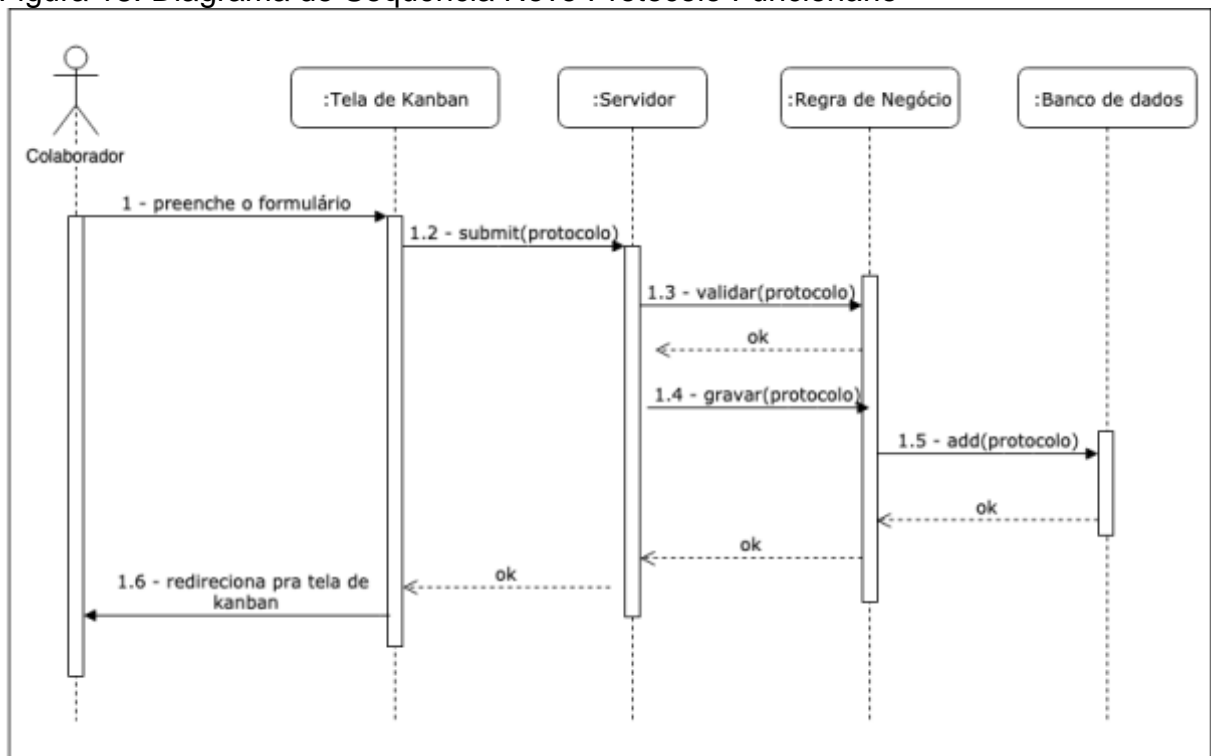 :Tela de Kanban
:Servidor
:Regra de Negócio
:Banco de dados
Colaborador
1 - preenche o formulário
1.2 - submit(protocolo)
1.3 - validar(protocolo)
ok
1.4 - gravar(protocolo)
1.5 - add(protocolo)
ok
ok
ok
1.6 - redireciona pra tela de
kanban